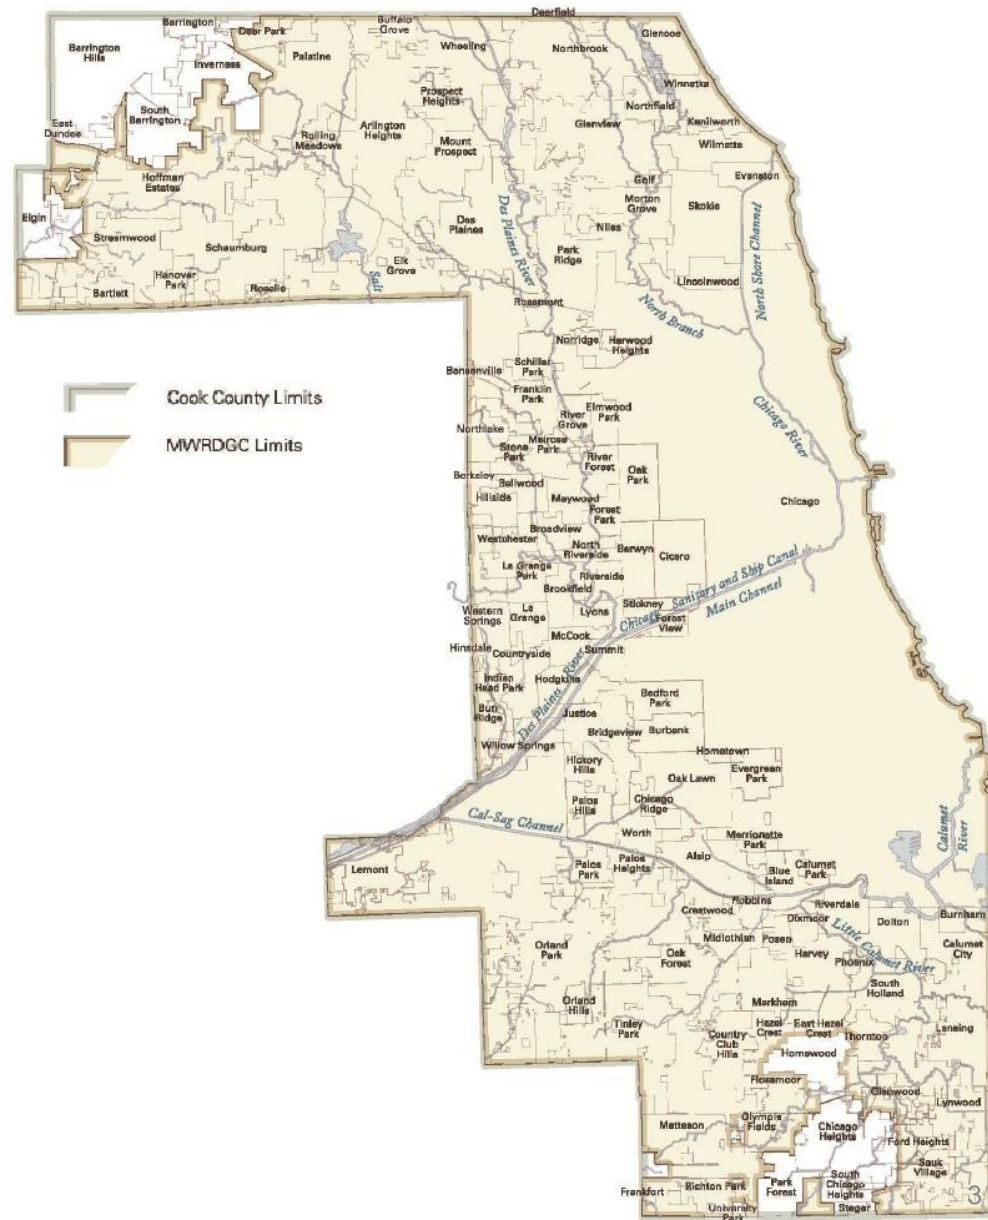 Deerfield
Barrington
Buffalo
Grove
Glencoe
Deer Park
Barrington
Hills
Wheeling
Northbrook
Palatine
Inverness
Winnetka
Prospect
Heights
Northfield
South
Barrington
Kenilworth
East
Dundee
Arlington
Heights
Glenview
Rolling
Meadows
Mount
Prospect
Wilmette
Hoffman
Estates
Golf
Evanston
Morton
Grove
Skokie
Elgin
Des
Plaines
Niles
Streamwood
Schaumburg
Des Plaines River
Park
Ridge
North Shore Channel
Elk
Grove
Hanover
Park
Lincolnwood
Bartlett
Roselle
Salt
Rosemont
North Branch
Norridge
Harwood
Heights
Schiller
Park
Bensenville
Franklin
Park
Cook County Limits
Elmwood
Park
River
Grove
Chicago River
Northlake
Melrose
Park
MWRDGC Limits
Stone
Park
River
Forest
Oak
Park
Berkeley
Bellwood
Hillside
Maywood
Chicago
Forest
Park
Broadview
Westchester
North
Riverside
Berwyn
Cicero
La Grange
Park
Riverside
Brookfield
Chicago Sanitary and Ship Canal
Main Channel
Western
Springs
La
Grange
Lyons
Stickney
Forest
View
McCook
Hinsdale
Countryside
Summit
Indian
Head Park
Hodgkins
Des Plaines River
Bedford
Park
Burr
Ridge
Justice
Bridgeview
Burbank
Willow Springs
Hometown
Hickory
Hills
Evergreen
Park
Oak Lawn
Palos
Hills
Chicago
Ridge
Cal-Sag Channel
Worth
Merrionette
Park
Calumet
River
Alsip
Lemont
Palos
Park
Palos
Heights
Blue
Island
Calumet
Park
Robbins
Riverdale
Crestwood
Dixmoor
Dolton
Burnham
Midlothian
Posen
Little Calumet River
Orland
Park
Oak
Forest
Harvey
Calumet
City
Phoenix
South
Holland
Orland
Hills
Markham
Tinley
Park
Hazel
Crest
East Hazel
Crest
Lansing
Country
Club
Hills
Thornton
Homewood
Flossmoor
Glenwood
Lynwood
Olympia
Fields
Matteson
Chicago
Heights
Ford Heights
Sauk
Village
Frankfort
Richton Park
Park
Forest
South
Chicago
Heights
University
Park
Steger
3